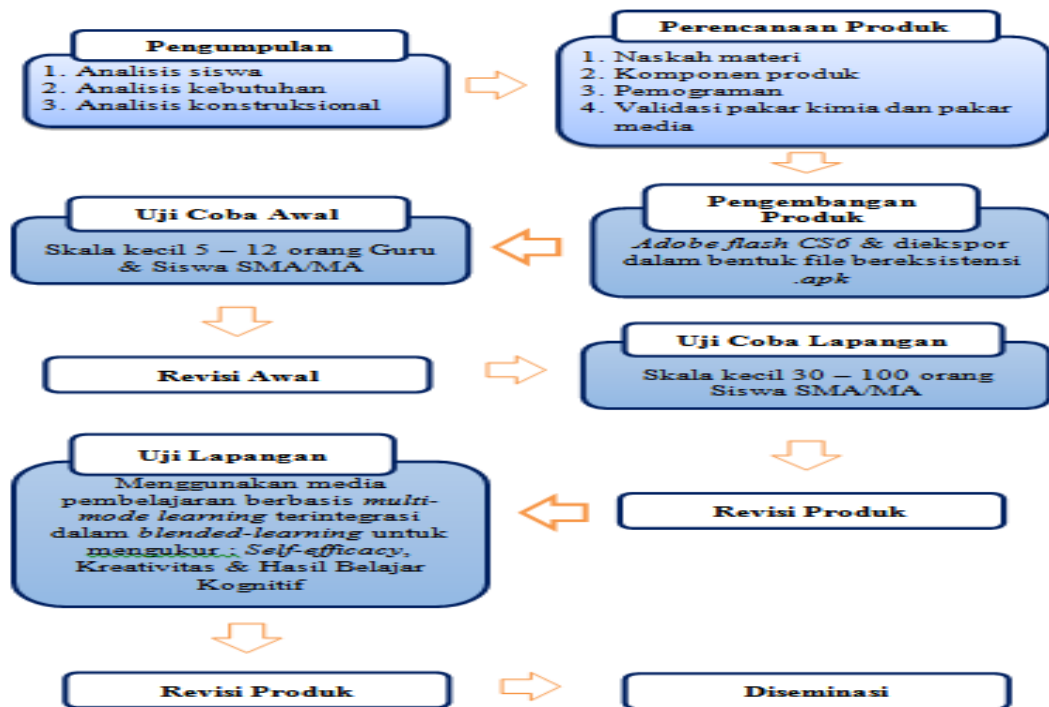 Pengumpulan
1. Analisis siswa
2. Analisis kebutuhan
3. Analisis konstruksional
Perencanaan Produk
1. Naskah materi
2. Komponen produk
3. Pemograman
4. Validasi pakar kimia dan pakar
media
Pengembangan
Produk
Adobe flash CS6 & diekspor
dalam bentuk file bereksistensi
.apk
Uji Coba Awal
Skala kecil 5 – 12 orang Guru
& Siswa SMA/MA
Revisi Awal
Uji Coba Lapangan
Skala kecil 30 – 100 orang
Siswa SMA/MA
Revisi Produk
Uji Lapangan
Menggunakan media
pembelajaran berbasis multi-
mode learning terintegrasi
dalam blended-learning untuk
mengukur : Self-efficacy,
Kreativitas & Hasil Belajar
Kognitif
Revisi Produk
Diseminasi